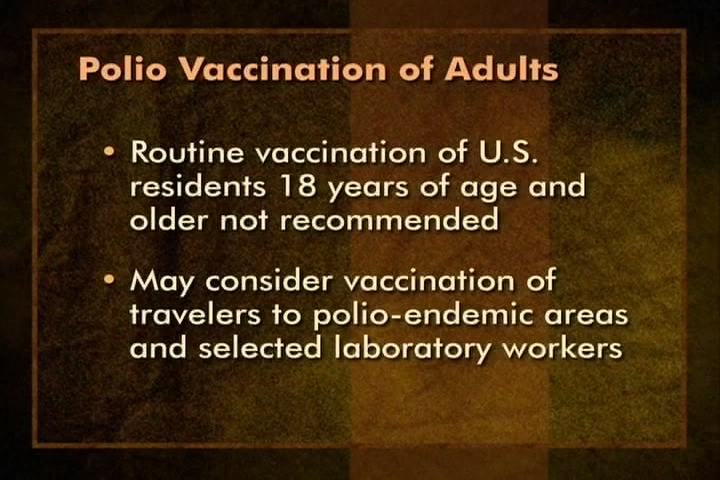 Polio Vaccination of Adults
• Routine vaccination of U.S.
residents 18 years of age and
older not recommended
• May consider vaccination of
travelers to polio-endemic areas
and selected laboratory workers